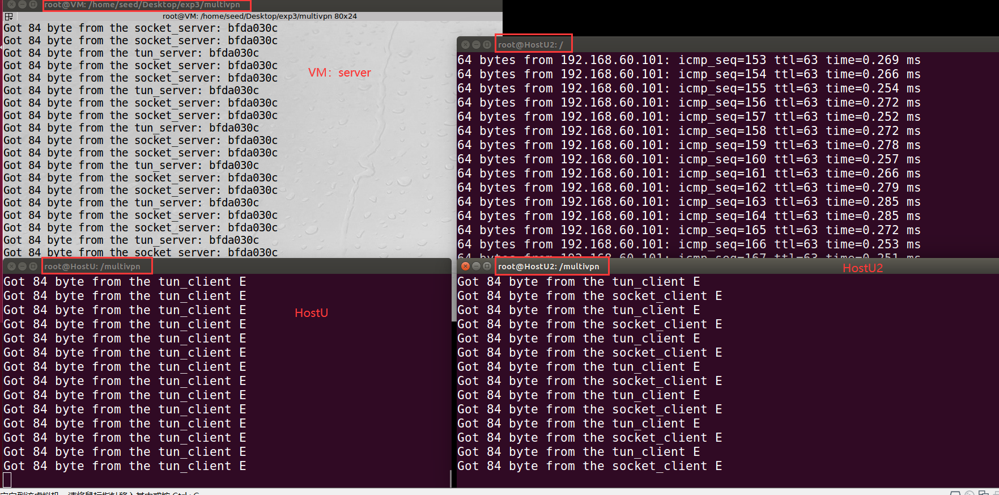 root@VM: /home/seed/Desktop/exp3/multivpn
root@VM: /home/seed/Desktop/exp3/multivpn 80x24
Got 84 byte from the socket_server: bfda030c
Got 84 byte from the socket_server: bfda030c
Got 84 byte from the tun_server: bfda030c
Got 84 byte from the socket_server: bfda030c
Got 84 byte from the socket_server: bfda030c
Got 84 byte from the tun_server: bfda030c
Got 84 byte from the socket_server: bfda030c
Got 84 byte from the socket_server: bfda030c
Got 84 byte from the tun_server: bfda030c
Got 84 byte from the socket_server: bfda030c
Got 84 byte from the socket_server: bfda030c
Got 84 byte from the tun_server: bfda030c
Got 84 byte from the socket_server: bfda030c
Got 84 byte from the socket_server: bfda030c
Got 84 byte from the tun_server: bfda030c
Got 84 byte from the socket_server: bfda030c
Got 84 byte from the socket_server: bfda030c
Got 84 byte from the tun_server: bfda030c
Got 84 byte from the socket_server: bfda030c
VM：server
root@HostU2: /
64 bytes from 192.168.60.101: icmp_seq=153 ttl=63 time=0.269 ms
64 bytes from 192.168.60.101: icmp_seq=154 ttl=63 time=0.266 ms
64 bytes from 192.168.60.101: icmp_seq=155 ttl=63 time=0.254 ms
64 bytes from 192.168.60.101: icmp_seq=156 ttl=63 time=0.272 ms
64 bytes from 192.168.60.101: icmp_seq=157 ttl=63 time=0.252 ms
64 bytes from 192.168.60.101: icmp_seq=158 ttl=63 time=0.272 ms
64 bytes from 192.168.60.101: icmp_seq=159 ttl=63 time=0.278 ms
64 bytes from 192.168.60.101: icmp_seq=160 ttl=63 time=0.257 ms
64 bytes from 192.168.60.101: icmp_seq=161 ttl=63 time=0.266 ms
64 bytes from 192.168.60.101: icmp_seq=162 ttl=63 time=0.279 ms
64 bytes from 192.168.60.101: icmp_seq=163 ttl=63 time=0.285 ms
64 bytes from 192.168.60.101: icmp_seq=164 ttl=63 time=0.285 ms
64 bytes from 192.168.60.101: icmp_seq=165 ttl=63 time=0.272 ms
64 bytes from 192.168.60.101: icmp_seq=166 ttl=63 time=0.253 ms
64 bytes from 192.168.60.101: icmp_seq=167 ttl=63 time=0.251 ms
root@HostU: /multivpn
Got 84 byte from the tun_client E
Got 84 byte from the tun_client E
Got 84 byte from the tun_client E
Got 84 byte from the tun_client E
Got 84 byte from the tun_client E
Got 84 byte from the tun_client E
Got 84 byte from the tun_client E
Got 84 byte from the tun_client E
Got 84 byte from the tun_client E
Got 84 byte from the tun_client E
Got 84 byte from the tun_client E
Got 84 byte from the tun_client E
Got 84 byte from the tun_client E
Got 84 byte from the tun_client E
HostU
root@HostU2: /multivpn
HostU2
Got 84 byte from the tun_client E
Got 84 byte from the socket_client E
Got 84 byte from the tun_client E
Got 84 byte from the socket_client E
Got 84 byte from the tun_client E
Got 84 byte from the socket_client E
Got 84 byte from the tun_client E
Got 84 byte from the socket_client E
Got 84 byte from the tun_client E
Got 84 byte from the socket_client E
Got 84 byte from the tun_client E
Got 84 byte from the socket_client E
Got 84 byte from the tun_client E
Got 84 byte from the socket_client E